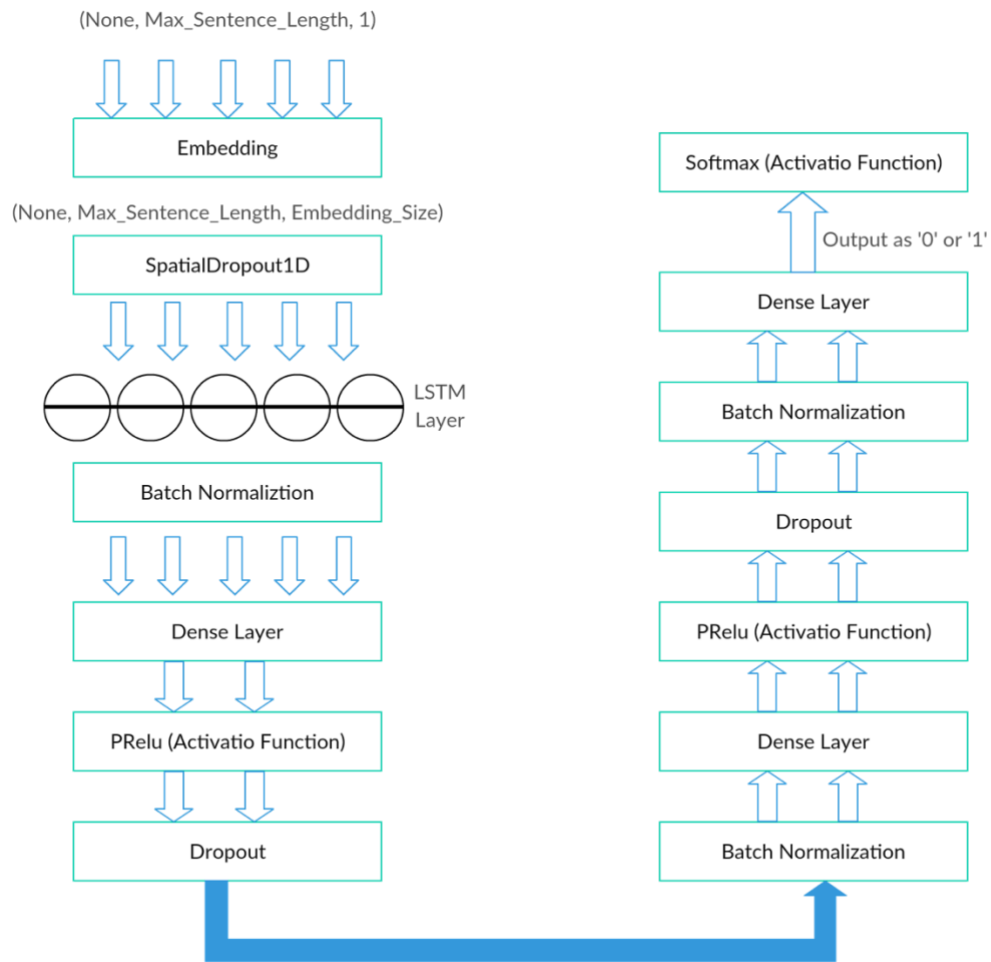 (None, Max_Sentence_Length, 1)
Embedding
(None, Max_Sentence_Length, Embedding_Size)
SpatialDropout1D
LSTM
Layer
Batch Normaliztion
Dense Layer
PRelu (Activatio Function)
Dropout
Batch Normalization
Dense Layer
PRelu (Activatio Function)
Dropout
Batch Normalization
Dense Layer
Output as '0' or '1'
Softmax (Activatio Function)